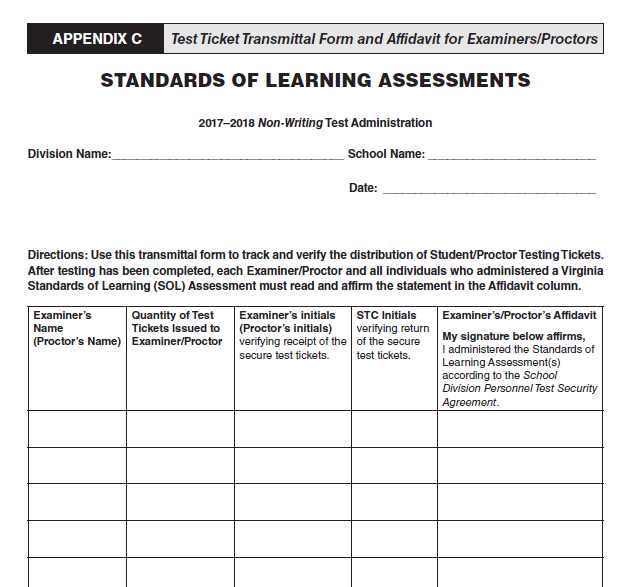 APPENDIX C Test Ticket Transmittal Form and Affidavit for Examiners/Proctors
STANDARDS OF LEARNING ASSESSMENTS
2017–2018 Non-Writing Test Administration
Division Name:___________________________________ School Name: _________________________
Date: ________________________________
Directions: Use this transmittal form to track and verify the distribution of Student/Proctor Testing Tickets.
After testing has been completed, each Examiner/Proctor and all individuals who administered a Virginia
Standards of Learning (SOL) Assessment must read and affirm the statement in the Affidavit column.
Examiner's
Name
(Proctor's Name)
Quantity of Test
Tickets Issued to
Examiner/Proctor
Examiner's initials
(Proctor's initials)
verifying receipt of the
secure test tickets.
STC Initials
verifying return
of the secure
test tickets.
Examiner's/Proctor's Affidavit
My signature below affirms,
I administered the Standards of
Learning Assessment(s)
according to the School
Division Personnel Test Security
Agreement.